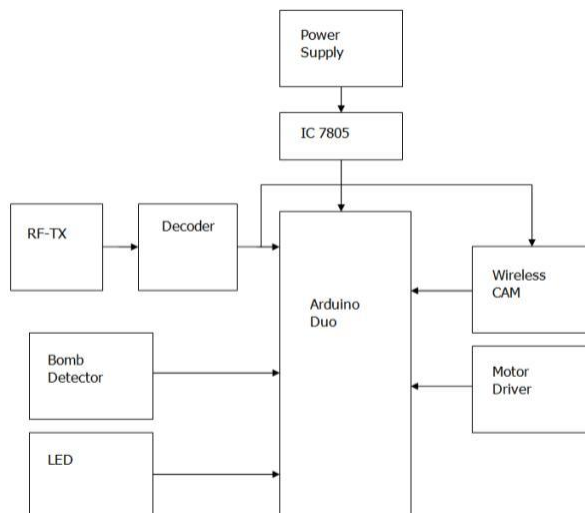 Power
Supply
IC 7805
RF-TX
Decoder
Wireless
CAM
Arduino
Duo
Bomb
Detector
Motor
Driver
LED